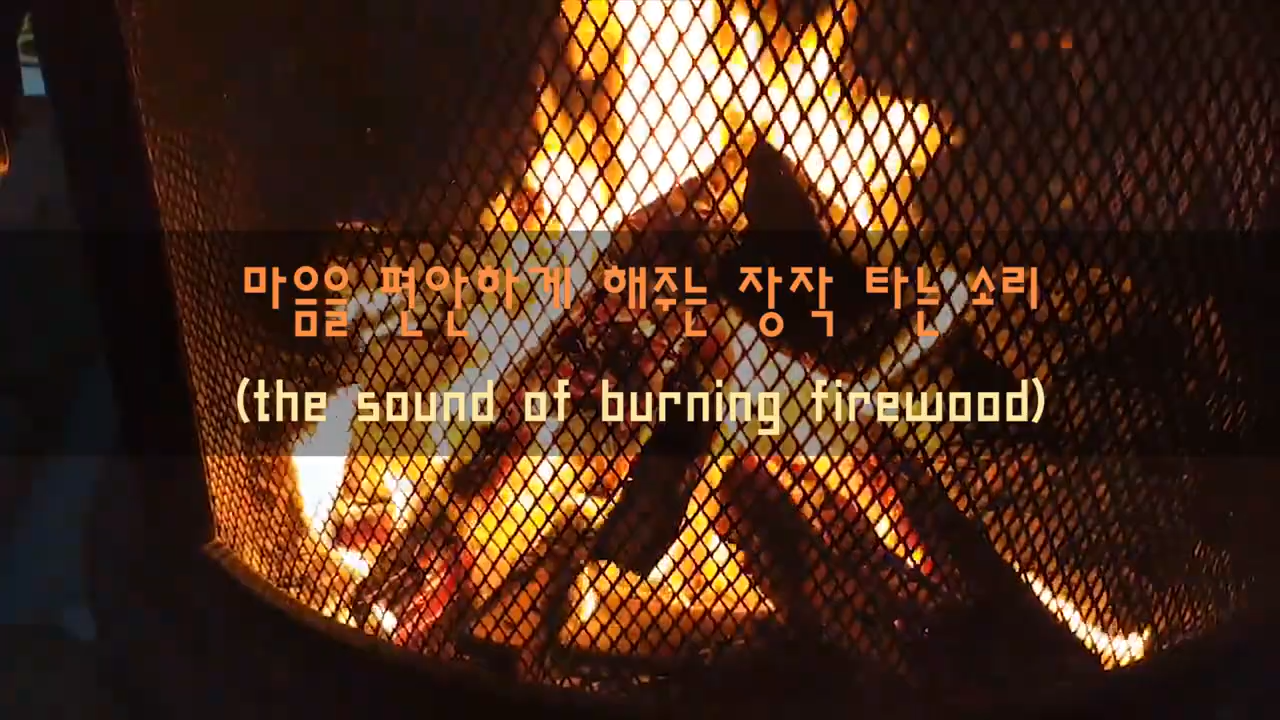 마음을 편안하게 해주는 장작 타는 소리
(the sound of burning firewood)